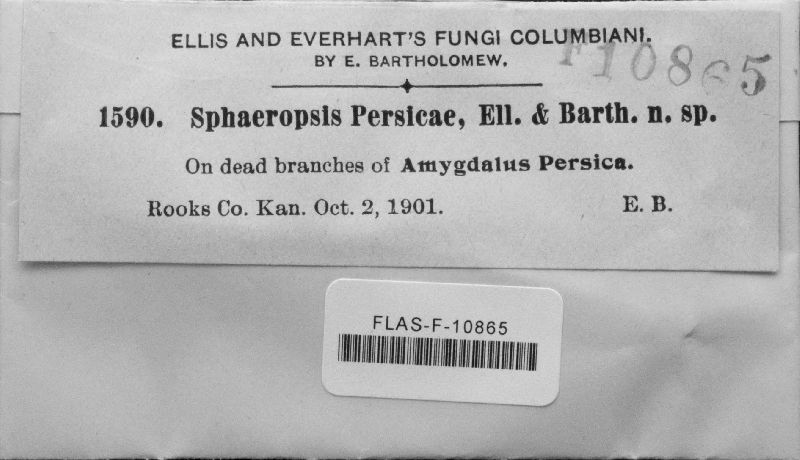 ELLIS AND EVERHART'S FUNGI COLUMBIANI.
BY E. BARTHOLOMEW.
F10865
1590. Sphaeropsis Persicae, Ell. & Barth. n. sp.
On dead branches of Amygdalus Persica.
Rooks Co. Kan. Oct. 2, 1901. E. B.
FLAS-F-10865